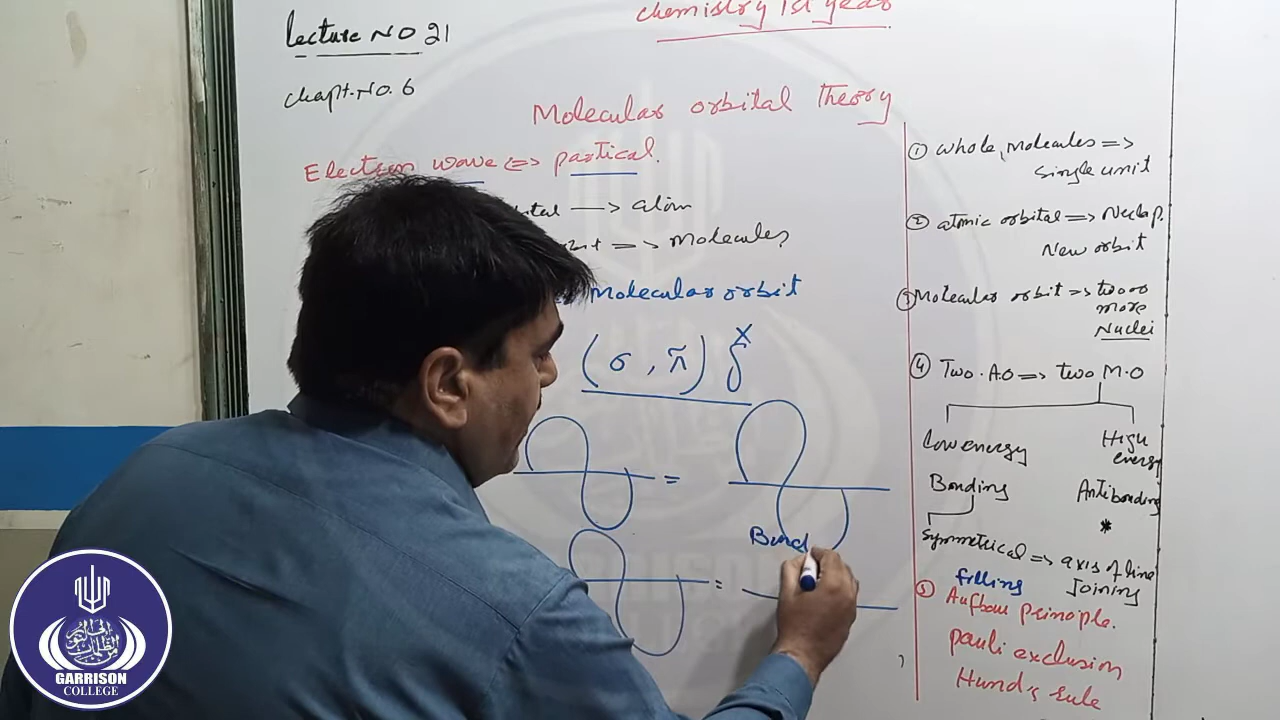 chemistry 1st year
Lecture No 21
Chapt. No. 6
Molecular orbital Theory
Electron wave <=> partical.
—> atom
=> Molecules
Molecular orbit
(σ, π) δ x
=
Bond
=
① whole, Molecules =>
single unit
② atomic orbital =>
New orbit
③ Molecular orbit => two or
more
Nuclei
④ Two A.O => two M.O
Low energy
High
energy
Bonding
Antibonding
*
Symmetrical => axis of line
Joining
filling
⑤ Aufbau principle.
pauli exclusion
Hund's rule
GARRISON
COLLEGE